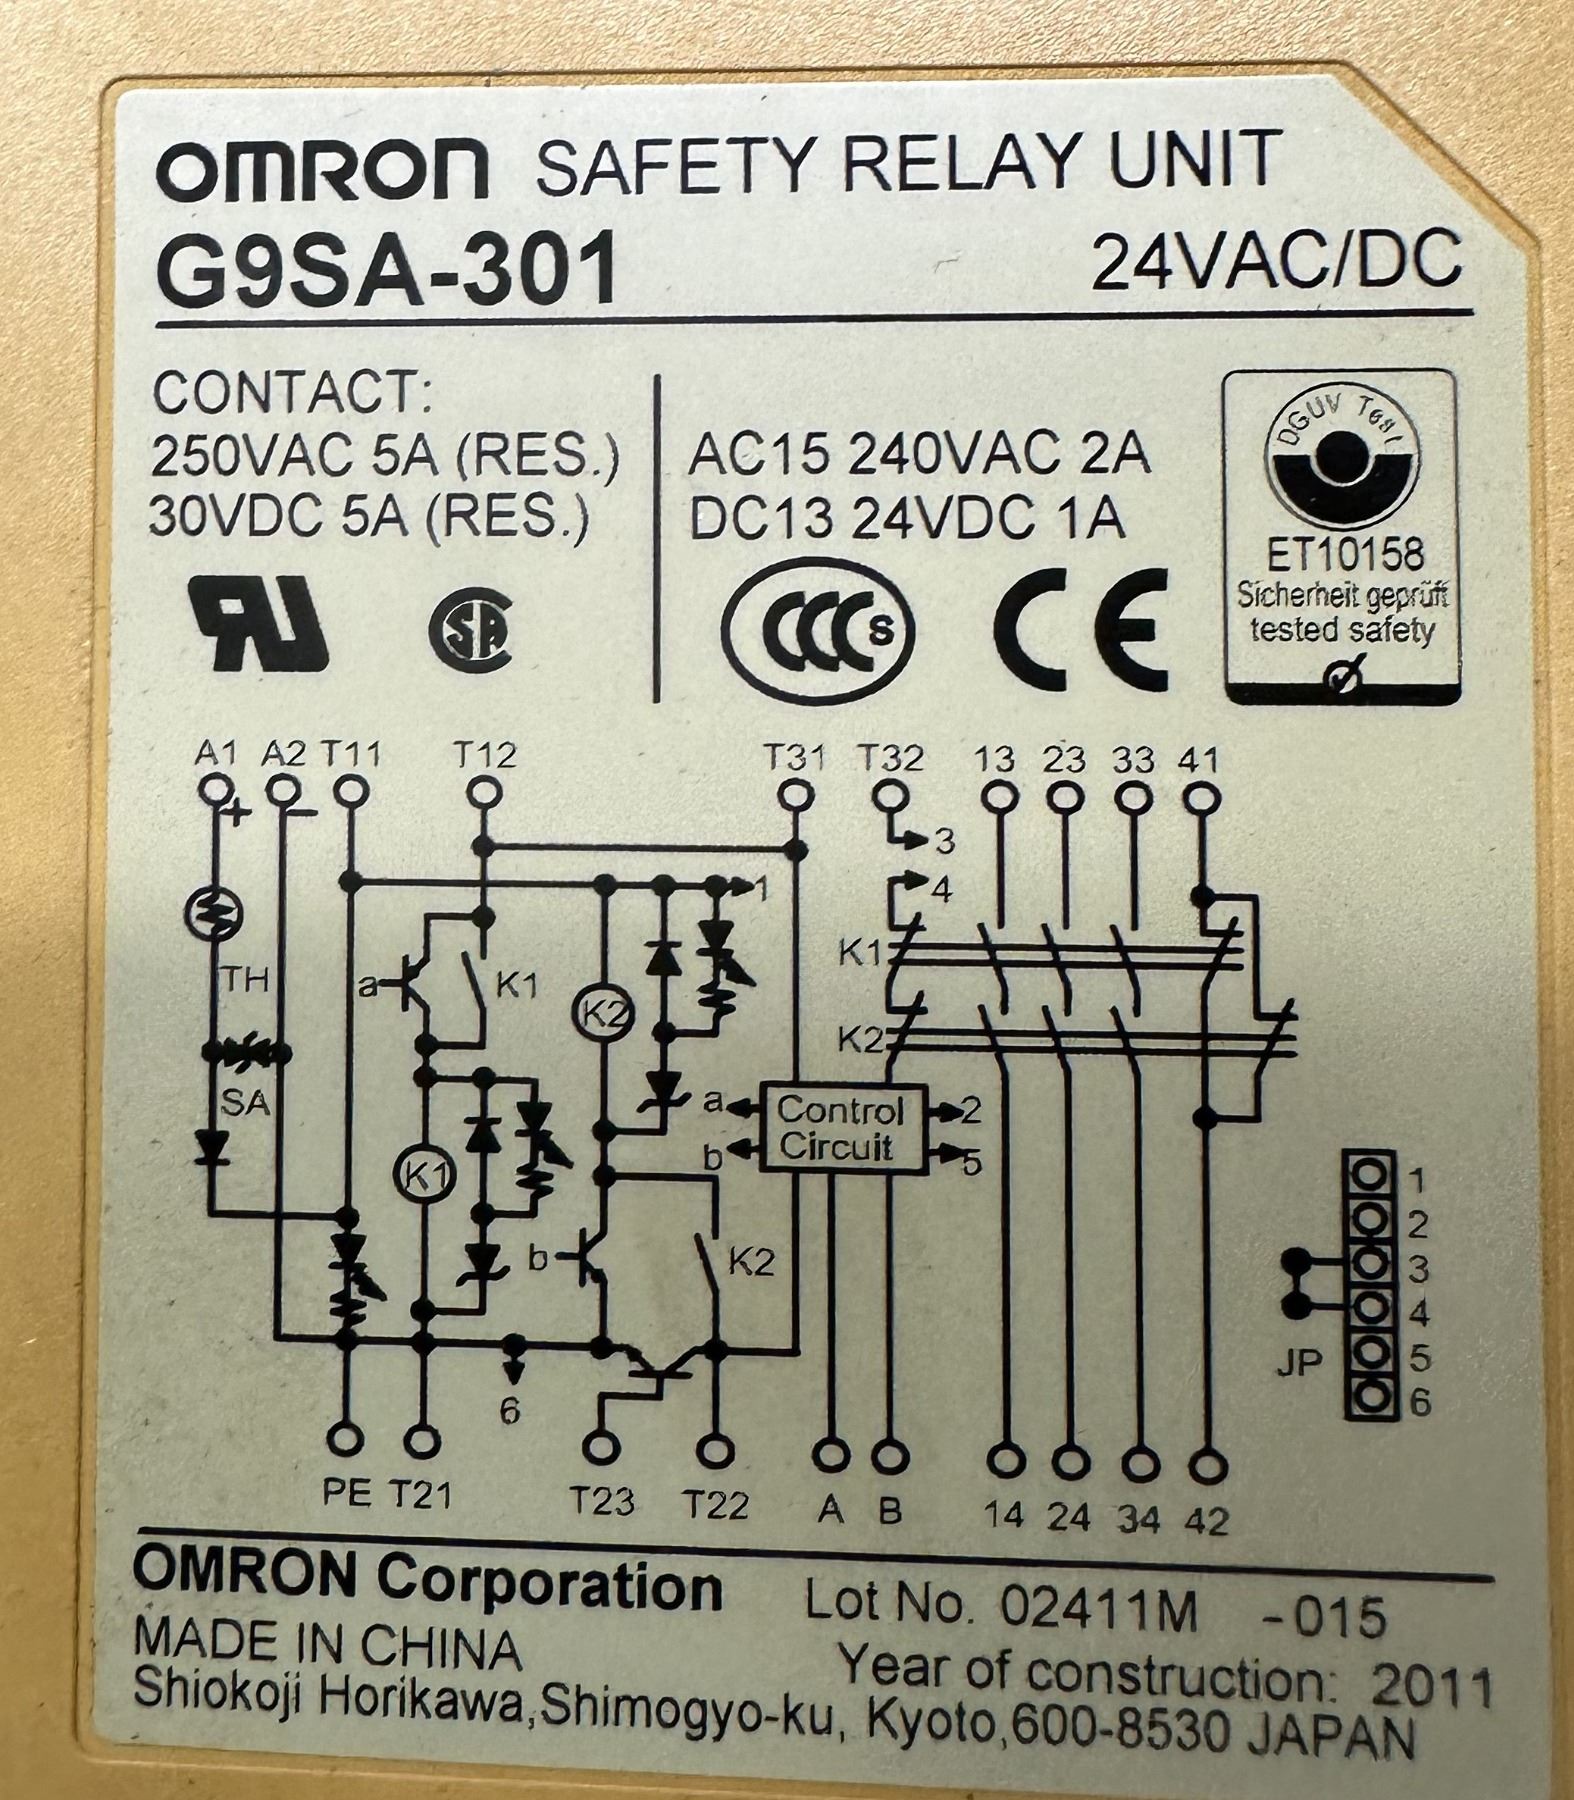 OMRON SAFETY RELAY UNIT
G9SA-301 24VAC/DC
CONTACT:
250VAC 5A (RES.) AC15 240VAC 2A
30VDC 5A (RES.) DC13 24VDC 1A
DGUV Test
ET10158
Sicherheit geprüft
tested safety
RU SA CCC S CE
A1 A2 T11 T12 T31 T32 13 23 33 41
+ −
3
1 4
K1
TH a K1 K2
K2
SA a Control 2
b Circuit 5
K1
1
2
b K2 3
4
JP 5
6 6
PE T21 T23 T22 A B 14 24 34 42
OMRON Corporation Lot No. 02411M -015
MADE IN CHINA Year of construction: 2011
Shiokoji Horikawa,Shimogyo-ku, Kyoto,600-8530 JAPAN